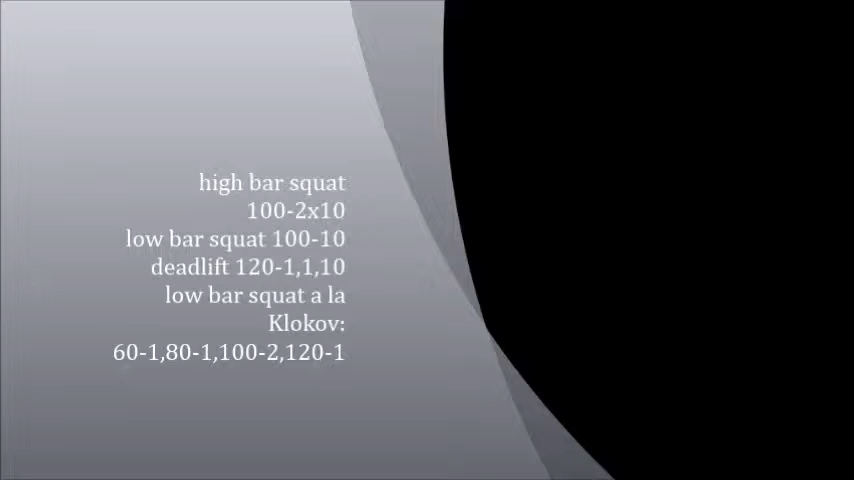 high bar squat
100-2x10
low bar squat 100-10
deadlift 120-1,1,10
low bar squat a la
Klokov:
60-1,80-1,100-2,120-1